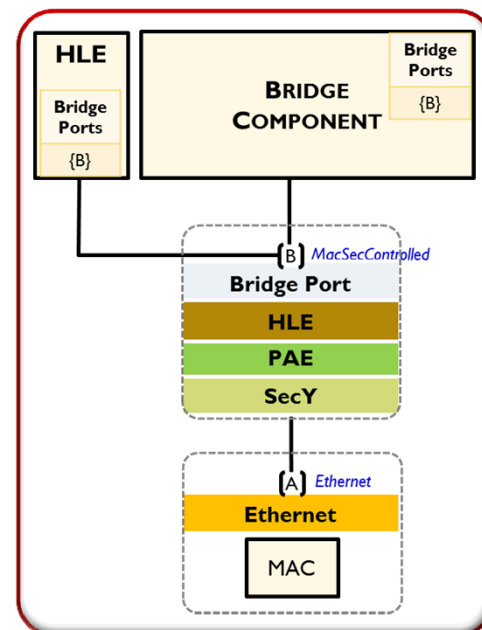 HLE
Bridge
Ports
{B}
BRIDGE
COMPONENT
Bridge
Ports
{B}
(B) MacSecControlled
Bridge Port
HLE
PAE
SecY
(A) Ethernet
Ethernet
MAC